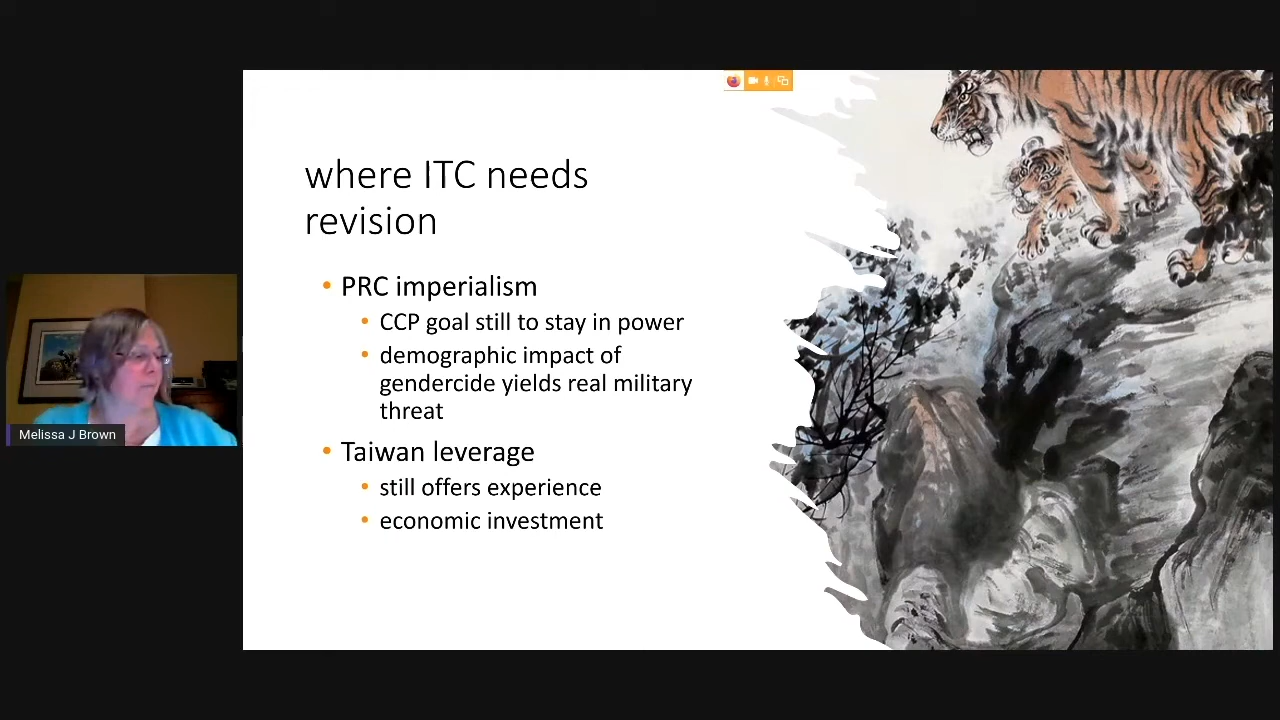 where ITC needs
revision
• PRC imperialism
• CCP goal still to stay in power
• demographic impact of
gendercide yields real military
threat
• Taiwan leverage
• still offers experience
• economic investment
Melissa J Brown